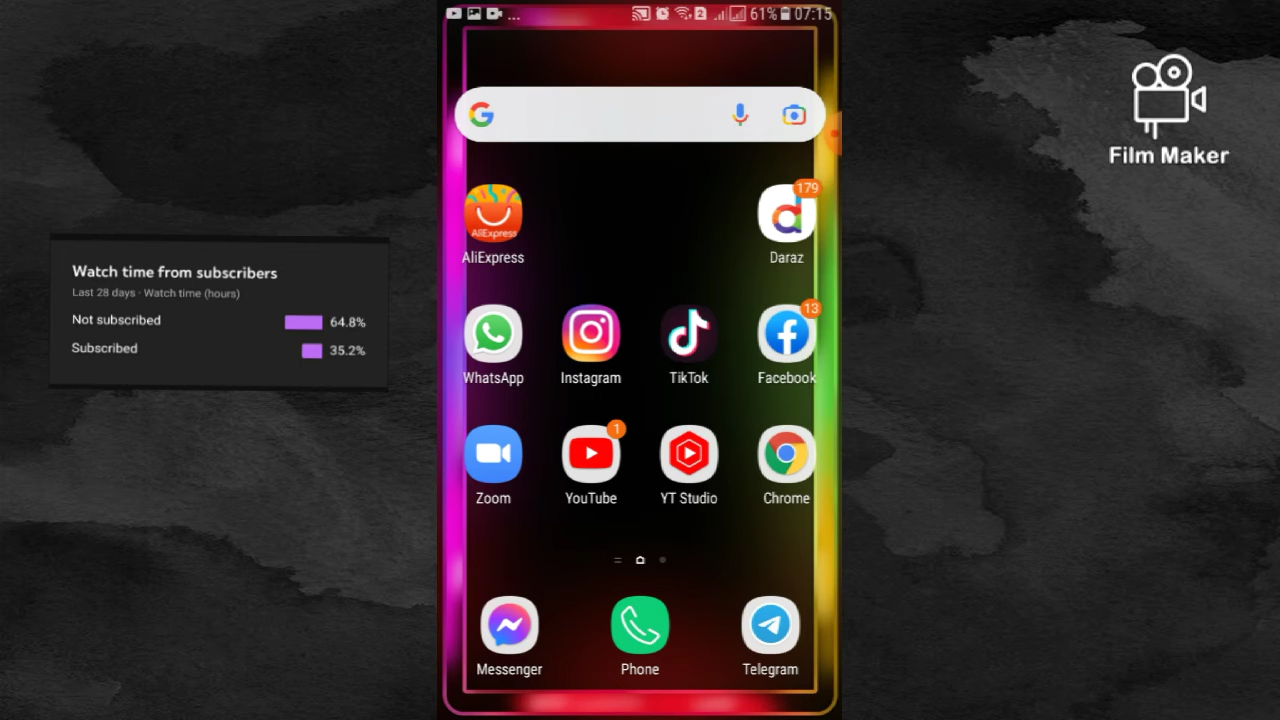 ... 2 61% 07:15
Film Maker
179
AliExpress
AliExpress Daraz
Watch time from subscribers
Last 28 days · Watch time (hours)
Not subscribed 64.8%
Subscribed 35.2%
13
WhatsApp Instagram TikTok Facebook
1
Zoom YouTube YT Studio Chrome
Messenger Phone Telegram